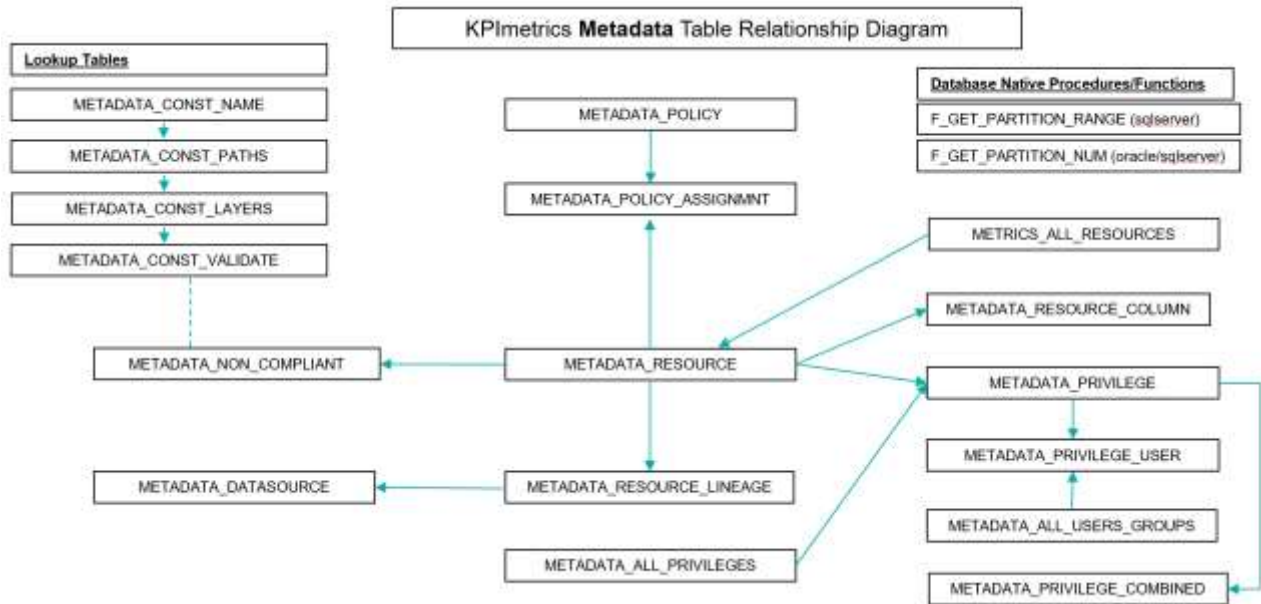 KPImetrics Metadata Table Relationship Diagram
Lookup Tables
METADATA_CONST_NAME
METADATA_CONST_PATHS
METADATA_CONST_LAYERS
METADATA_CONST_VALIDATE
METADATA_NON_COMPLIANT
METADATA_DATASOURCE
METADATA_POLICY
METADATA_POLICY_ASSIGNMNT
METADATA_RESOURCE
METADATA_RESOURCE_LINEAGE
METADATA_ALL_PRIVILEGES
Database Native Procedures/Functions
F_GET_PARTITION_RANGE (sqlserver)
F_GET_PARTITION_NUM (oracle/sqlserver)
METRICS_ALL_RESOURCES
METADATA_RESOURCE_COLUMN
METADATA_PRIVILEGE
METADATA_PRIVILEGE_USER
METADATA_ALL_USERS_GROUPS
METADATA_PRIVILEGE_COMBINED